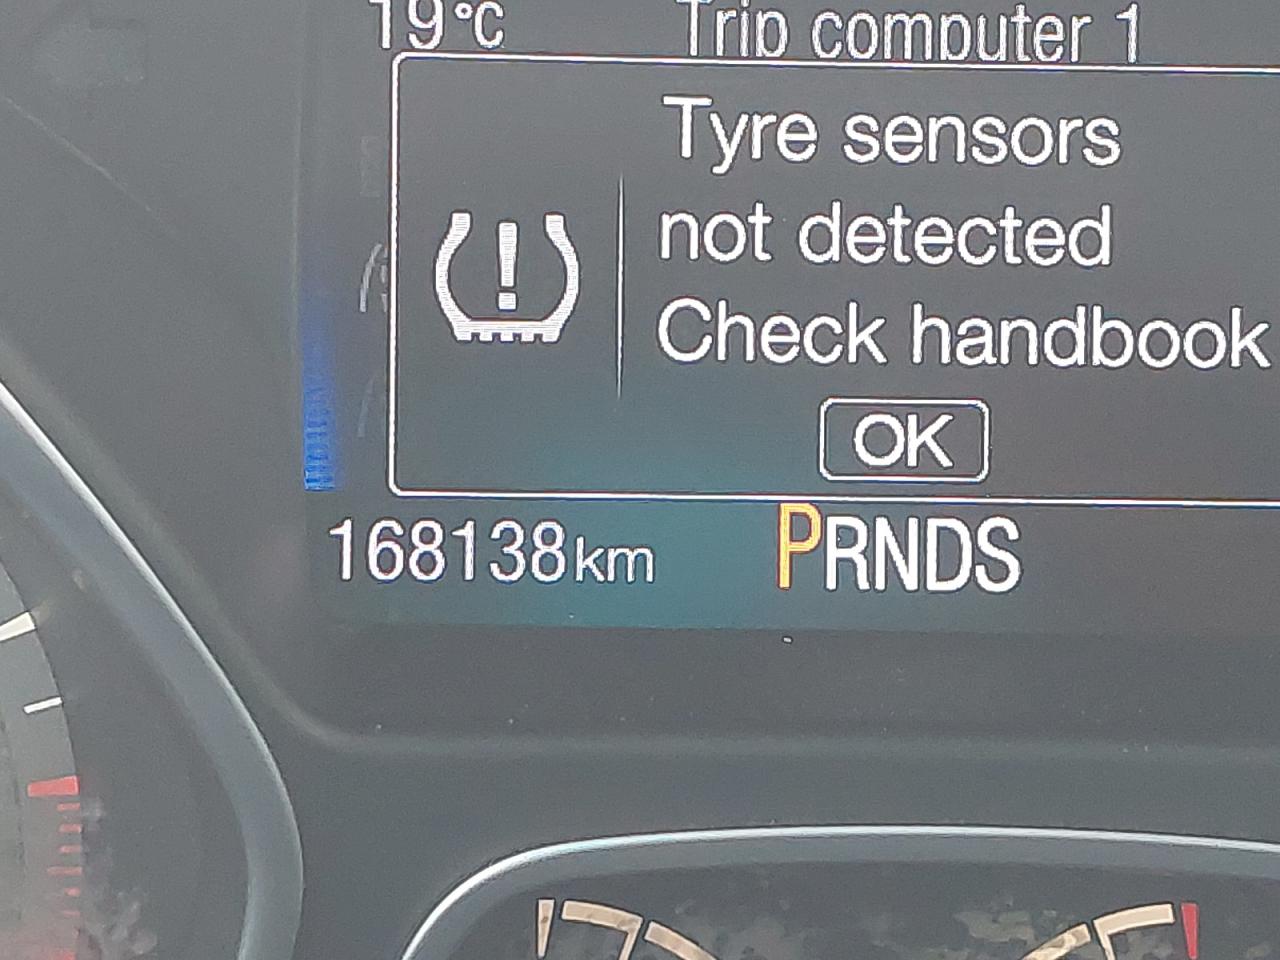 19°C Trip computer 1
Tyre sensors
not detected
Check handbook
OK
168138km PRNDS